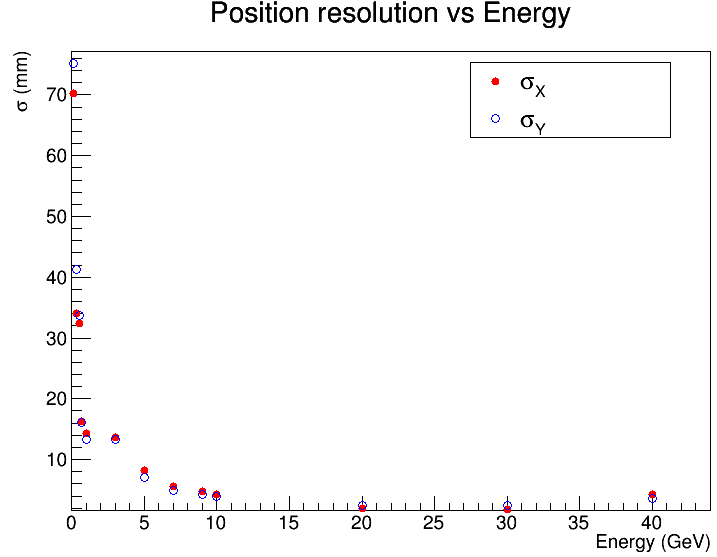 Position resolution vs Energy
σ (mm)
σX
σY
70
60
50
40
30
20
10
0 5 10 15 20 25 30 35 40
Energy (GeV)